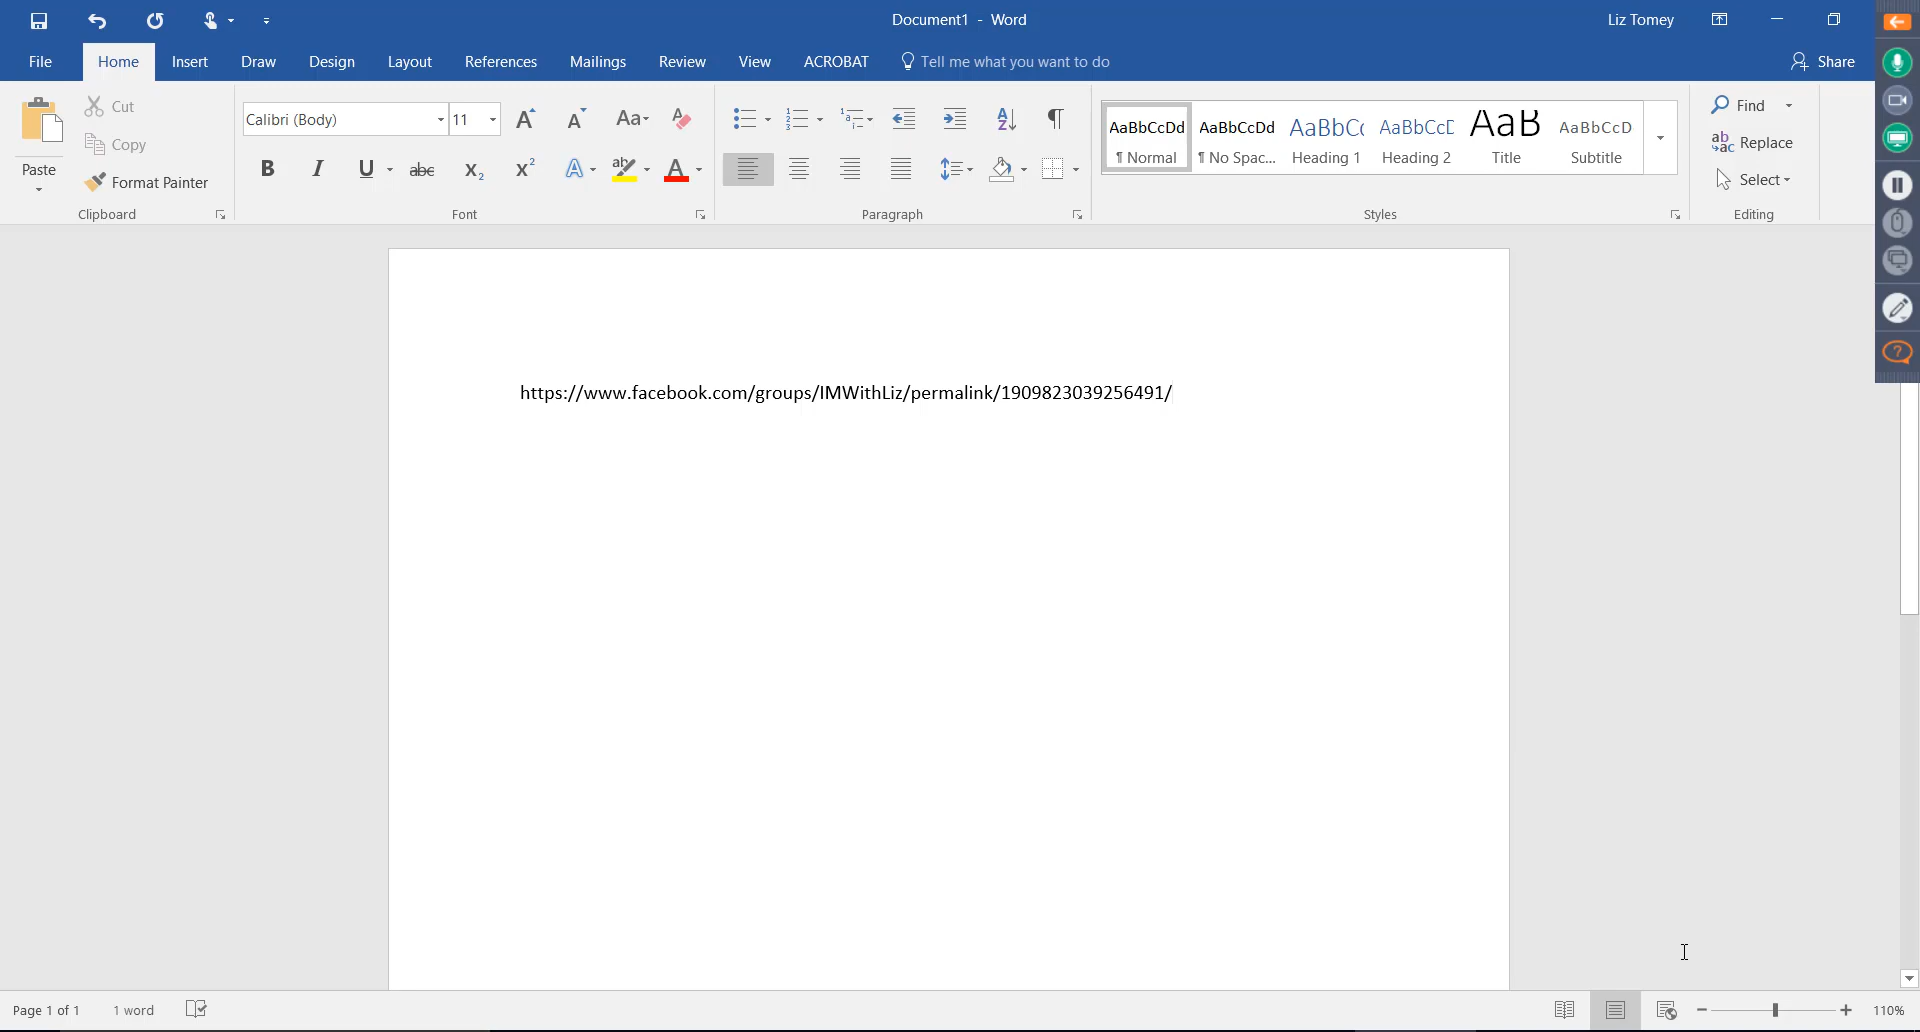 Document1 - Word
Liz Tomey
File Home Insert Draw Design Layout References Mailings Review View ACROBAT Tell me what you want to do Share
Paste
Cut
Copy
Format Painter
Clipboard
Calibri (Body) 11
Font
Paragraph
AaBbCcDd AaBbCcDd AaBbC AaBbCcD AaB AaBbCcD
¶ Normal ¶ No Spac... Heading 1 Heading 2 Title Subtitle
Styles
Find
Replace
Select
Editing
https://www.facebook.com/groups/IMWithLiz/permalink/1909823039256491/
Page 1 of 1 1 word 110%